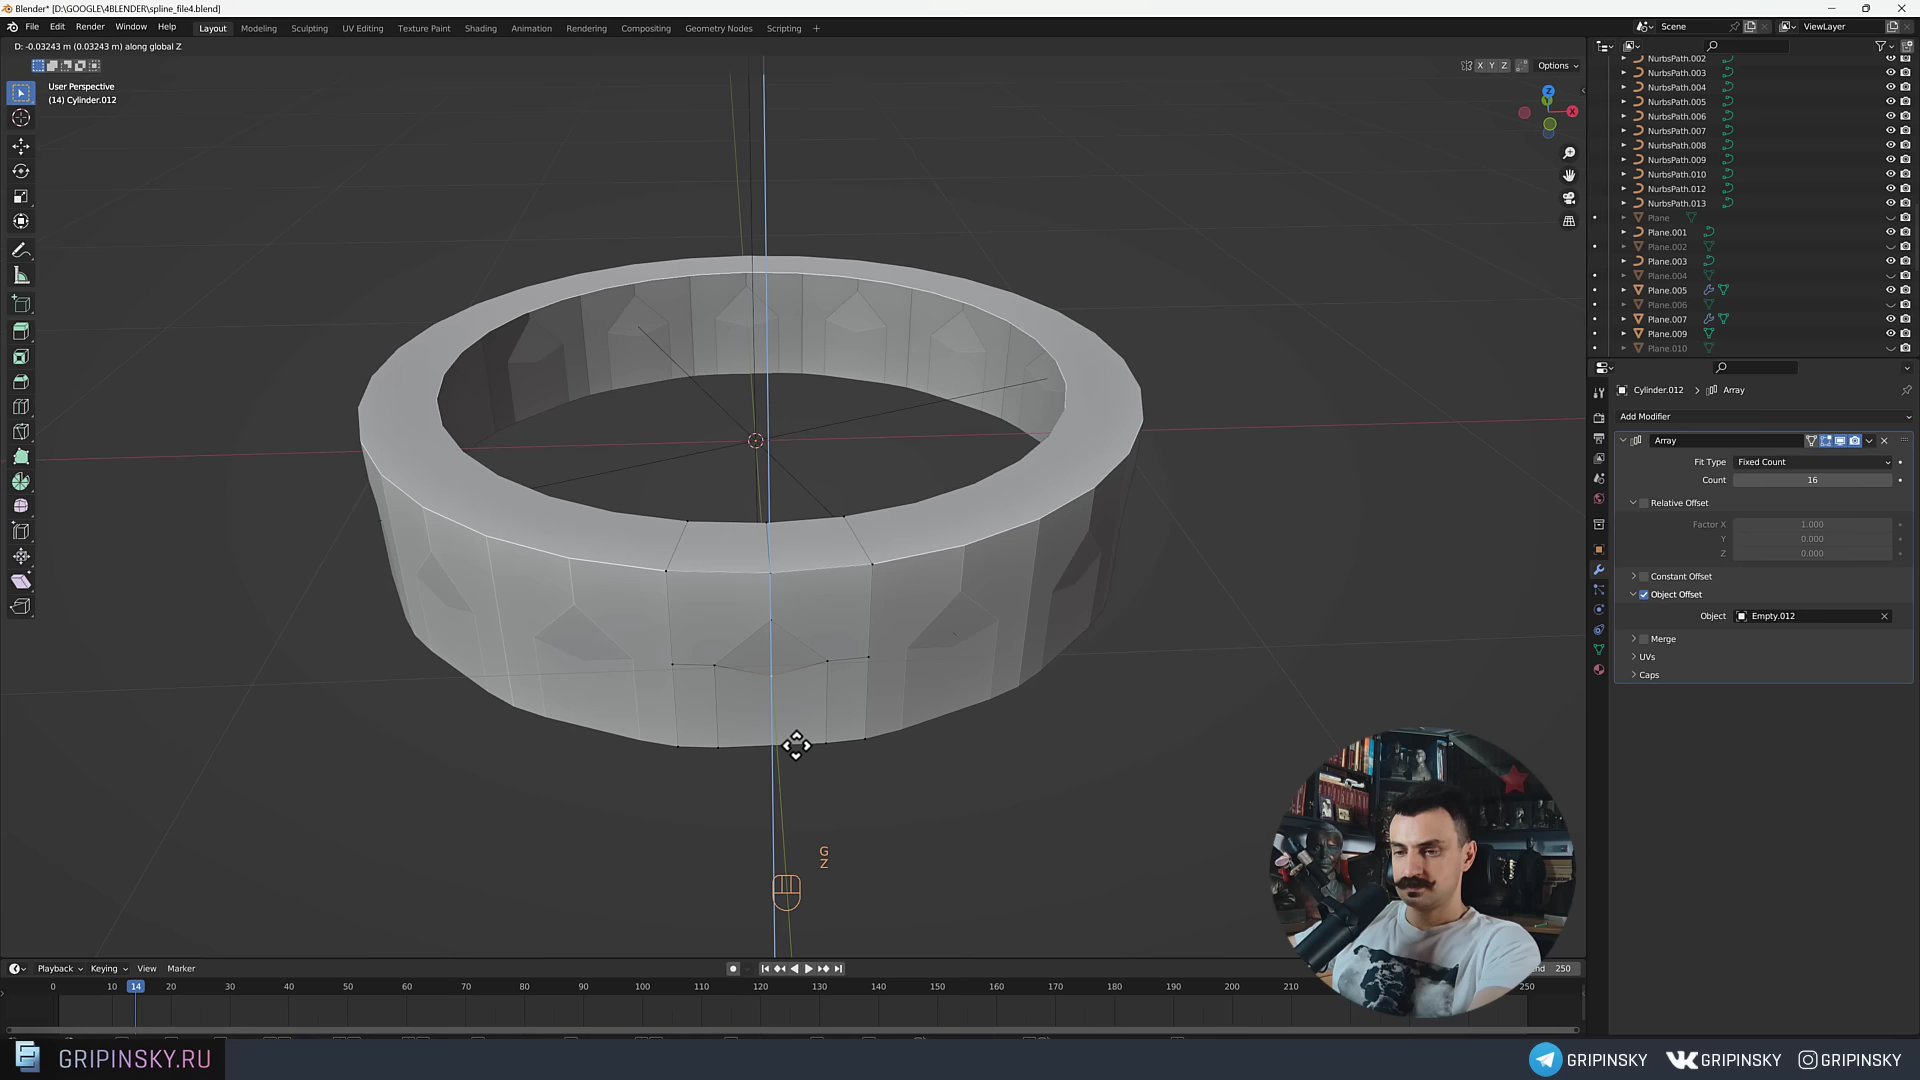 Blender* [D:\GOOGLE\4BLENDER\spline_file4.blend]
File Edit Render Window Help
Layout Modeling Sculpting UV Editing Texture Paint Shading Animation Rendering Compositing Geometry Nodes Scripting +
Scene
ViewLayer
D: -0.03243 m (0.03243 m) along global Z
X Y Z
Options
User Perspective
(14) Cylinder.012
Z
X
NurbsPath.002
NurbsPath.003
NurbsPath.004
NurbsPath.005
NurbsPath.006
NurbsPath.007
NurbsPath.008
NurbsPath.009
NurbsPath.010
NurbsPath.012
NurbsPath.013
Plane
Plane.001
Plane.002
Plane.003
Plane.004
Plane.005
Plane.006
Plane.007
Plane.009
Plane.010
Cylinder.012 > Array
Add Modifier
Array
Fit Type Fixed Count
Count 16
Relative Offset
Factor X 1.000
Y 0.000
Z 0.000
Constant Offset
Object Offset
Object Empty.012
Merge
UVs
Caps
G
Z
Playback Keying View Marker
nd 250
0 10 14 20 30 40 50 60 70 80 90 100 110 120 130 140 150 160 170 180 190 200 210 250
GRIPINSKY.RU
GRIPINSKY GRIPINSKY GRIPINSKY